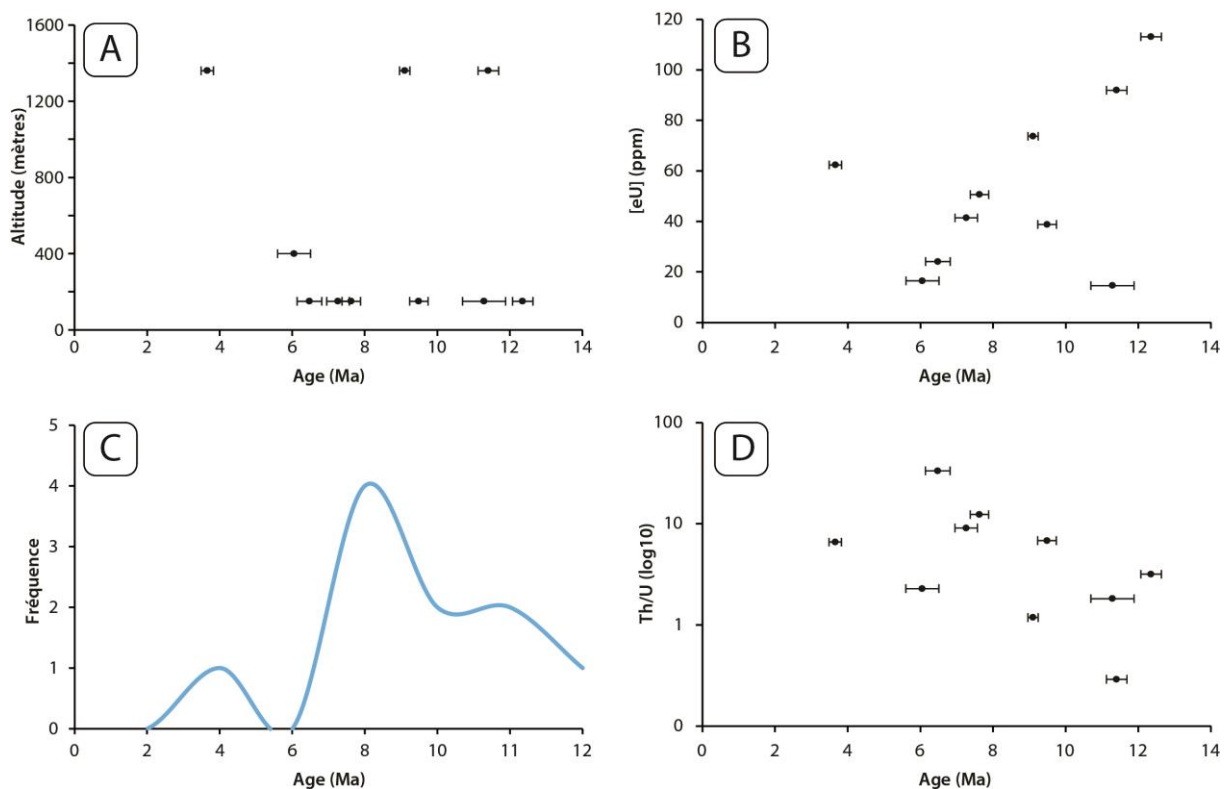 A
Altitude (mètres)
1600
1200
800
400
0
0 2 4 6 8 10 12 14
Age (Ma)
B
[eU] (ppm)
120
100
80
60
40
20
0
0 2 4 6 8 10 12 14
Age (Ma)
C
Fréquence
5
4
3
2
1
0
0 2 4 6 8 10 11 12
Age (Ma)
D
Th/U (log10)
100
10
1
0
0 2 4 6 8 10 12 14
Age (Ma)